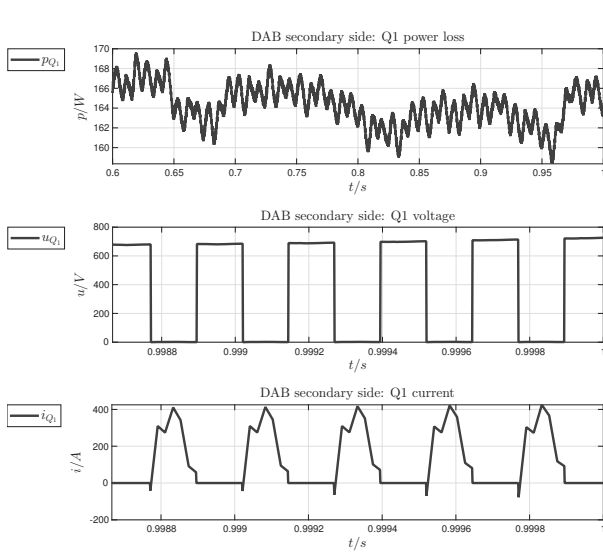 DAB secondary side: Q1 power loss
p_{Q_1}
p/W
170
168
166
164
162
160
0.6 0.65 0.7 0.75 0.8 0.85 0.9 0.95 1
t/s
DAB secondary side: Q1 voltage
u_{Q_1}
u/V
800
600
400
200
0
0.9988 0.999 0.9992 0.9994 0.9996 0.9998 1
t/s
DAB secondary side: Q1 current
i_{Q_1}
i/A
400
200
0
-200
0.9988 0.999 0.9992 0.9994 0.9996 0.9998 1
t/s